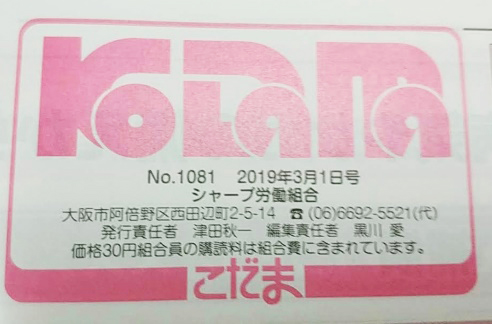 KODAMA
No.1081 2019年3月1日号
シャープ労働組合
大阪市阿倍野区西田辺町2-5-14 ☎(06)6692-5521(代)
発行責任者 津田秋一 編集責任者 黒川 愛
価格30円組合員の購読料は組合費に含まれています。
こだま